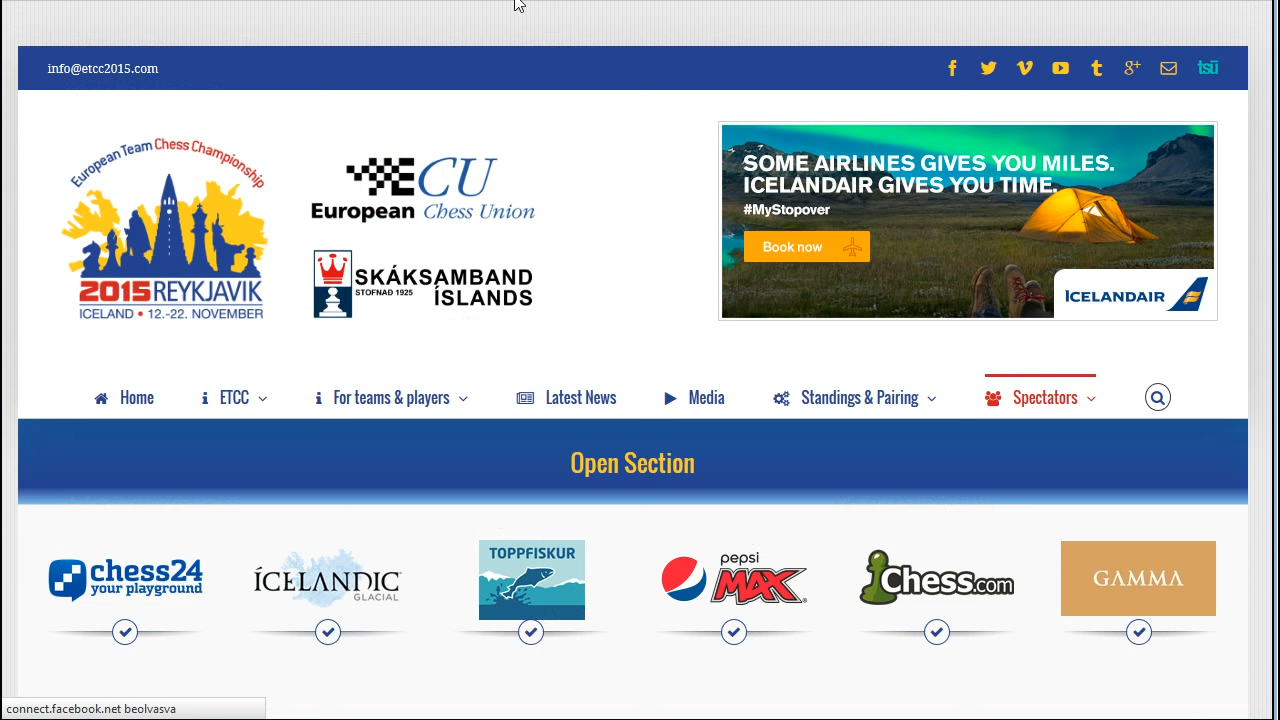 info@etcc2015.com
tsū
European Team Chess Championship
2015 REYKJAVIK
ICELAND • 12.-22. NOVEMBER
ECU
European Chess Union
SKÁKSAMBAND
STOFNAÐ 1925
ÍSLANDS
SOME AIRLINES GIVES YOU MILES.
ICELANDAIR GIVES YOU TIME.
#MyStopover
Book now
ICELANDAIR
Home
ETCC
For teams & players
Latest News
Media
Standings & Pairing
Spectators
Open Section
chess24
your playground
ÍCELANDIC
GLACIAL
TOPPFISKUR
pepsi
MAX
Chess.com
GAMMA
connect.facebook.net beolvasva